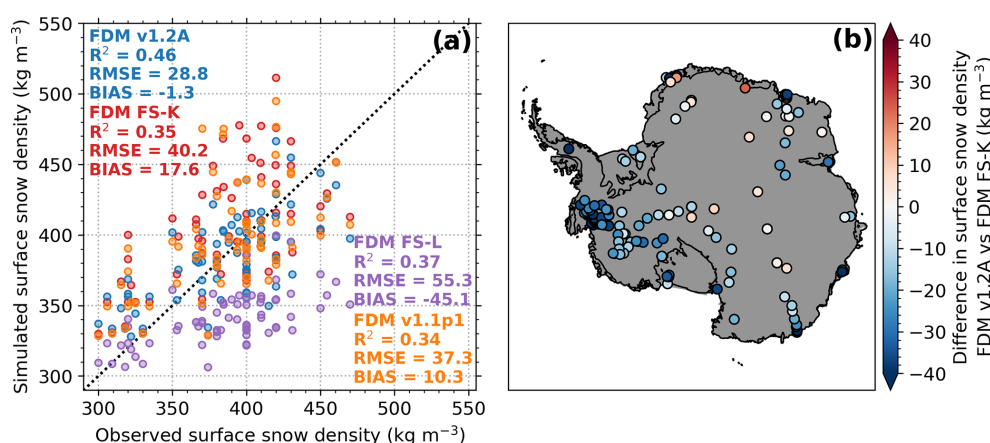 (a)
FDM v1.2A
R² = 0.46
RMSE = 28.8
BIAS = -1.3
FDM FS-K
R² = 0.35
RMSE = 40.2
BIAS = 17.6
FDM FS-L
R² = 0.37
RMSE = 55.3
BIAS = -45.1
FDM v1.1p1
R² = 0.34
RMSE = 37.3
BIAS = 10.3
Simulated surface snow density (kg m⁻³)
550
500
450
400
350
300
300
350
400
450
500
550
Observed surface snow density (kg m⁻³)
(b)
40
30
20
10
0
−10
−20
−30
−40
Difference in surface snow density
FDM v1.2A vs FDM FS-K (kg m⁻³)